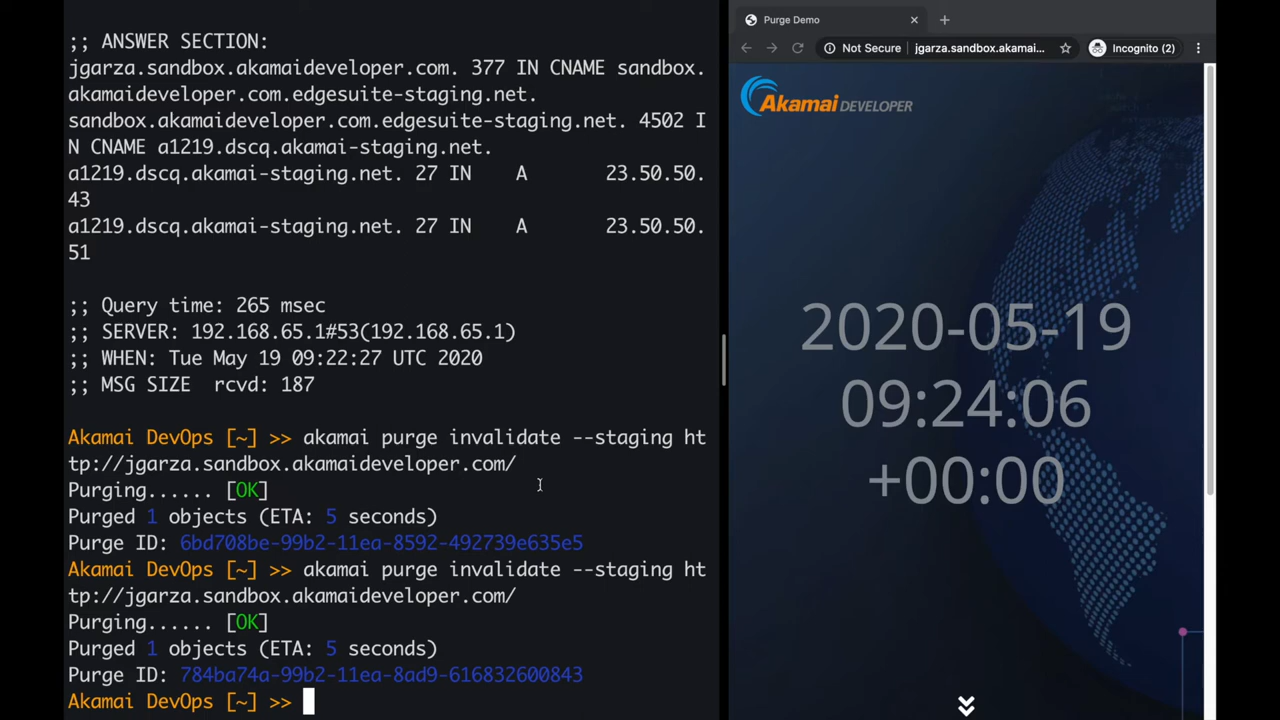 ;; ANSWER SECTION:
jgarza.sandbox.akamaideveloper.com. 377 IN CNAME sandbox.
akamaideveloper.com.edgesuite-staging.net.
sandbox.akamaideveloper.com.edgesuite-staging.net. 4502 I
N CNAME a1219.dscq.akamai-staging.net.
a1219.dscq.akamai-staging.net. 27 IN    A       23.50.50.
43
a1219.dscq.akamai-staging.net. 27 IN    A       23.50.50.
51
;; Query time: 265 msec
;; SERVER: 192.168.65.1#53(192.168.65.1)
;; WHEN: Tue May 19 09:22:27 UTC 2020
;; MSG SIZE  rcvd: 187
Akamai DevOps [~] >> akamai purge invalidate --staging ht
tp://jgarza.sandbox.akamaideveloper.com/
Purging...... [OK]
Purged 1 objects (ETA: 5 seconds)
Purge ID: 6bd708be-99b2-11ea-8592-492739e635e5
Akamai DevOps [~] >> akamai purge invalidate --staging ht
tp://jgarza.sandbox.akamaideveloper.com/
Purging...... [OK]
Purged 1 objects (ETA: 5 seconds)
Purge ID: 784ba74a-99b2-11ea-8ad9-616832600843
Akamai DevOps [~] >>
Purge Demo
Not Secure | jgarza.sandbox.akamai... Incognito (2)
Akamai DEVELOPER
2020-05-19
09:24:06
+00:00